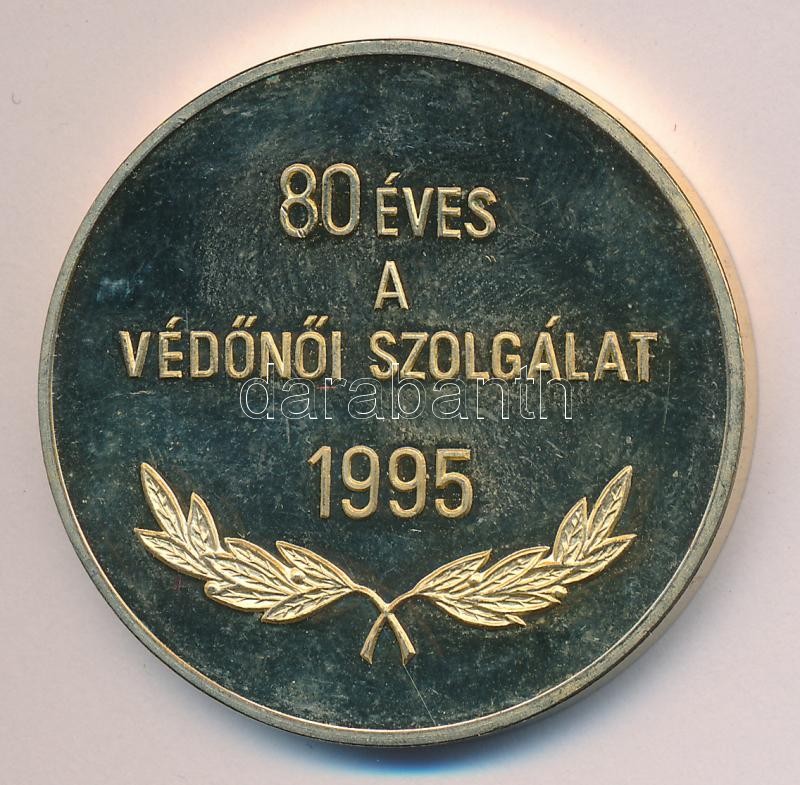 80 ÉVES
A
VÉDŐNŐI SZOLGÁLAT
darabanth
1995